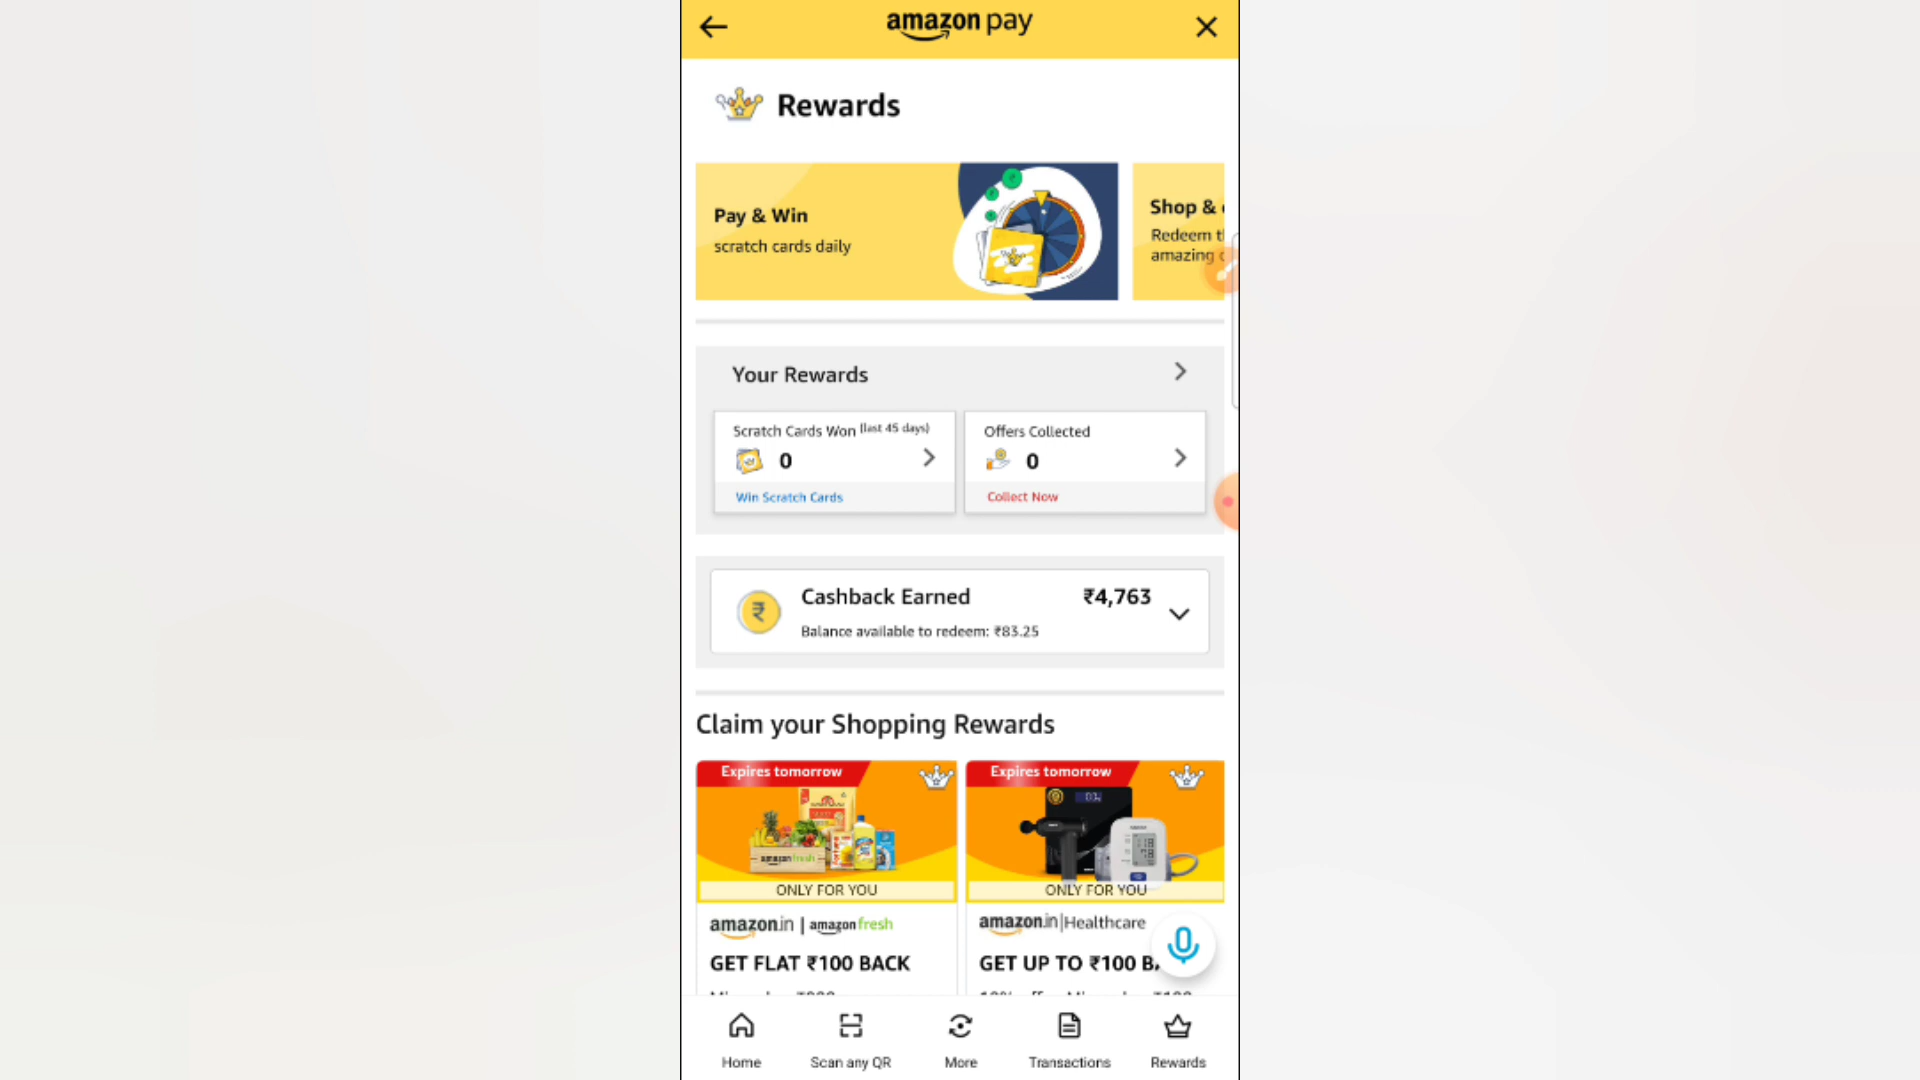 amazon pay
Rewards
Pay & Win
scratch cards daily
Shop &
Redeem
amazing
Your Rewards
Scratch Cards Won (last 45 days)
0
Win Scratch Cards
Offers Collected
0
Collect Now
Cashback Earned ₹4,763
Balance available to redeem: ₹83.25
Claim your Shopping Rewards
Expires tomorrow
amazon fresh
ONLY FOR YOU
amazon.in | amazon fresh
GET FLAT ₹100 BACK
Expires tomorrow
ONLY FOR YOU
amazon.in|Healthcare
GET UP TO ₹100
Home
Scan any QR
More
Transactions
Rewards